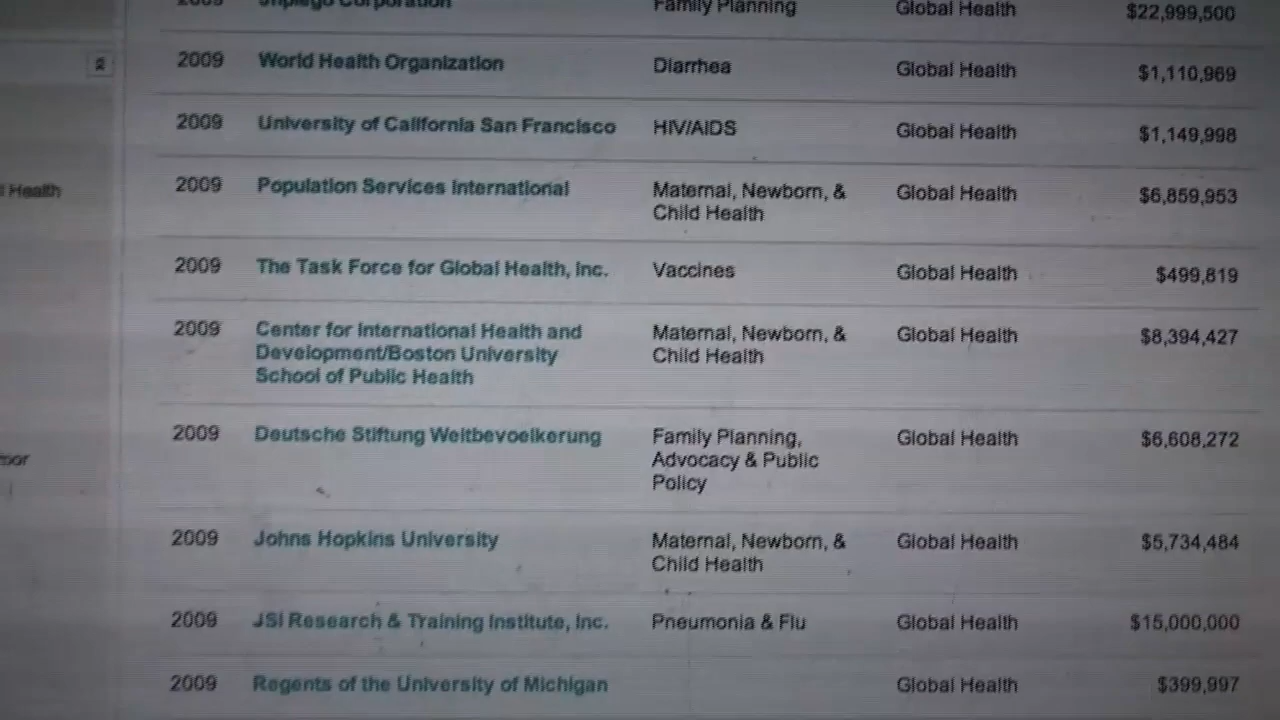 2009 Jhpiego Corporation Family Planning Global Health $22,999,500
2009 World Health Organization Diarrhea Global Health $1,110,969
2009 University of California San Francisco HIV/AIDS Global Health $1,149,998
Health
2009 Population Services International Maternal, Newborn, & Global Health $6,859,953
Child Health
2009 The Task Force for Global Health, Inc. Vaccines Global Health $499,819
2009 Center for International Health and Maternal, Newborn, & Global Health $8,394,427
Development/Boston University Child Health
School of Public Health
2009 Deutsche Stiftung Weltbevoelkerung Family Planning, Global Health $6,608,272
Advocacy & Public
Policy
2009 Johns Hopkins University Maternal, Newborn, & Global Health $5,734,484
Child Health
2009 JSI Research & Training Institute, Inc. Pneumonia & Flu Global Health $15,000,000
2009 Regents of the University of Michigan Global Health $399,997